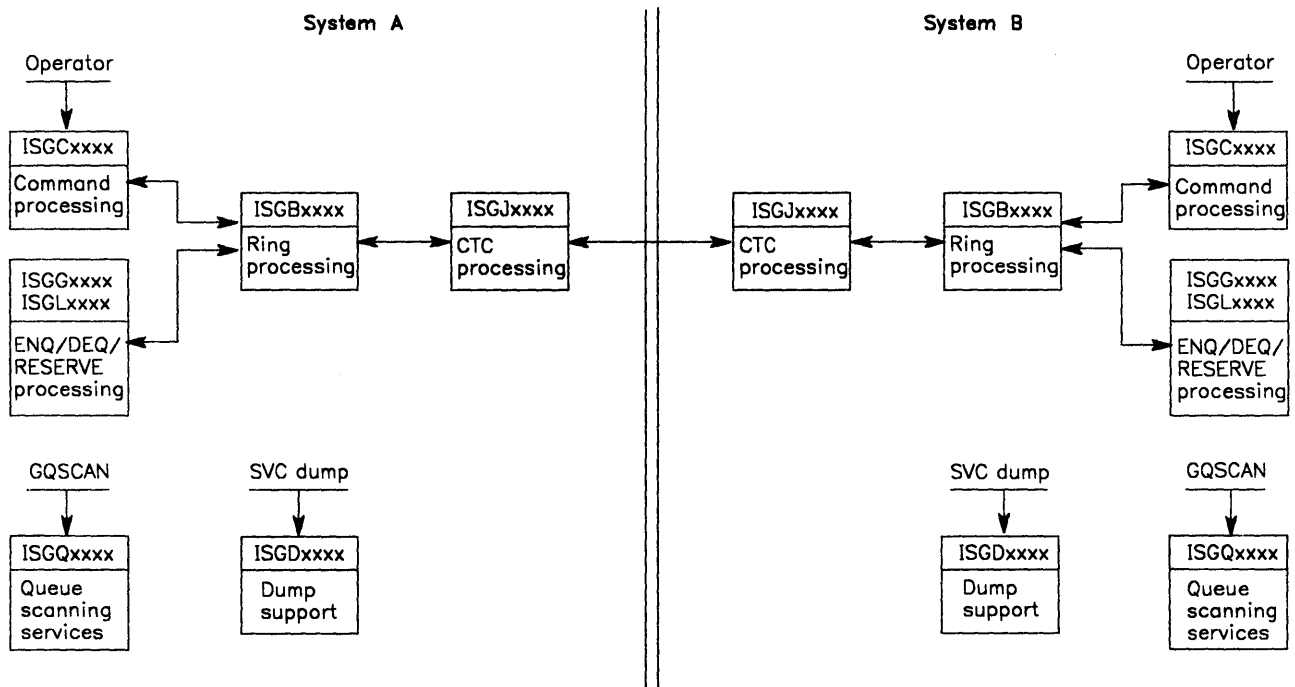 System A
System B
Operator
ISGCxxxx
Command
processing
ISGGxxxx
ISGLxxxx
ENQ/DEQ/
RESERVE
processing
ISGBxxxx
Ring
processing
ISGJxxxx
CTC
processing
GQSCAN
ISGQxxxx
Queue
scanning
services
SVC dump
ISGDxxxx
Dump
support
ISGJxxxx
CTC
processing
ISGBxxxx
Ring
processing
Operator
ISGCxxxx
Command
processing
ISGGxxxx
ISGLxxxx
ENQ/DEQ/
RESERVE
processing
SVC dump
ISGDxxxx
Dump
support
GQSCAN
ISGQxxxx
Queue
scanning
services